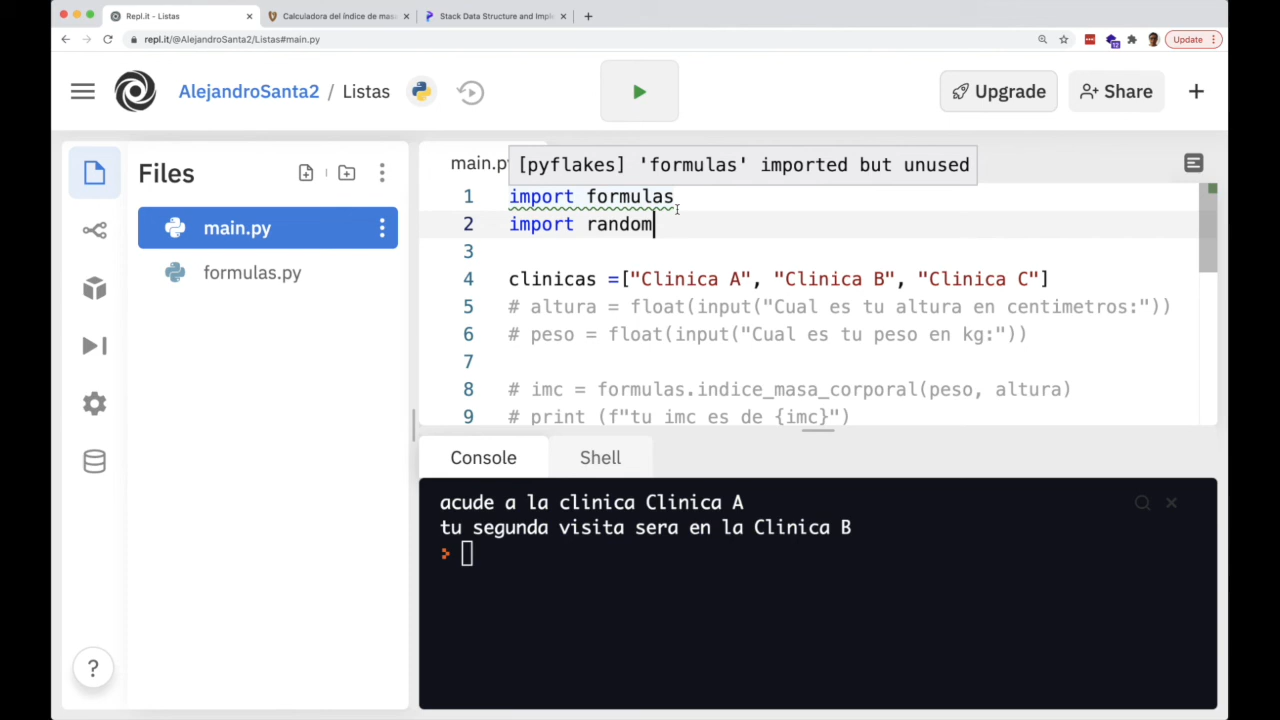 Repl.it - Listas
Calculadora del índice de mas
Stack Data Structure and Imple
repl.it/@AlejandroSanta2/Listas#main.py
12
Update
AlejandroSanta2 / Listas
Upgrade
Share
Files
main.py
formulas.py
main.py
[pyflakes] 'formulas' imported but unused
1 import formulas
2 import random
3
4 clinicas =["Clinica A", "Clinica B", "Clinica C"]
5 # altura = float(input("Cual es tu altura en centimetros:"))
6 # peso = float(input("Cual es tu peso en kg:"))
7
8 # imc = formulas.indice_masa_corporal(peso, altura)
9 # print (f"tu imc es de {imc}")
Console
Shell
acude a la clinica Clinica A
tu segunda visita sera en la Clinica B
?